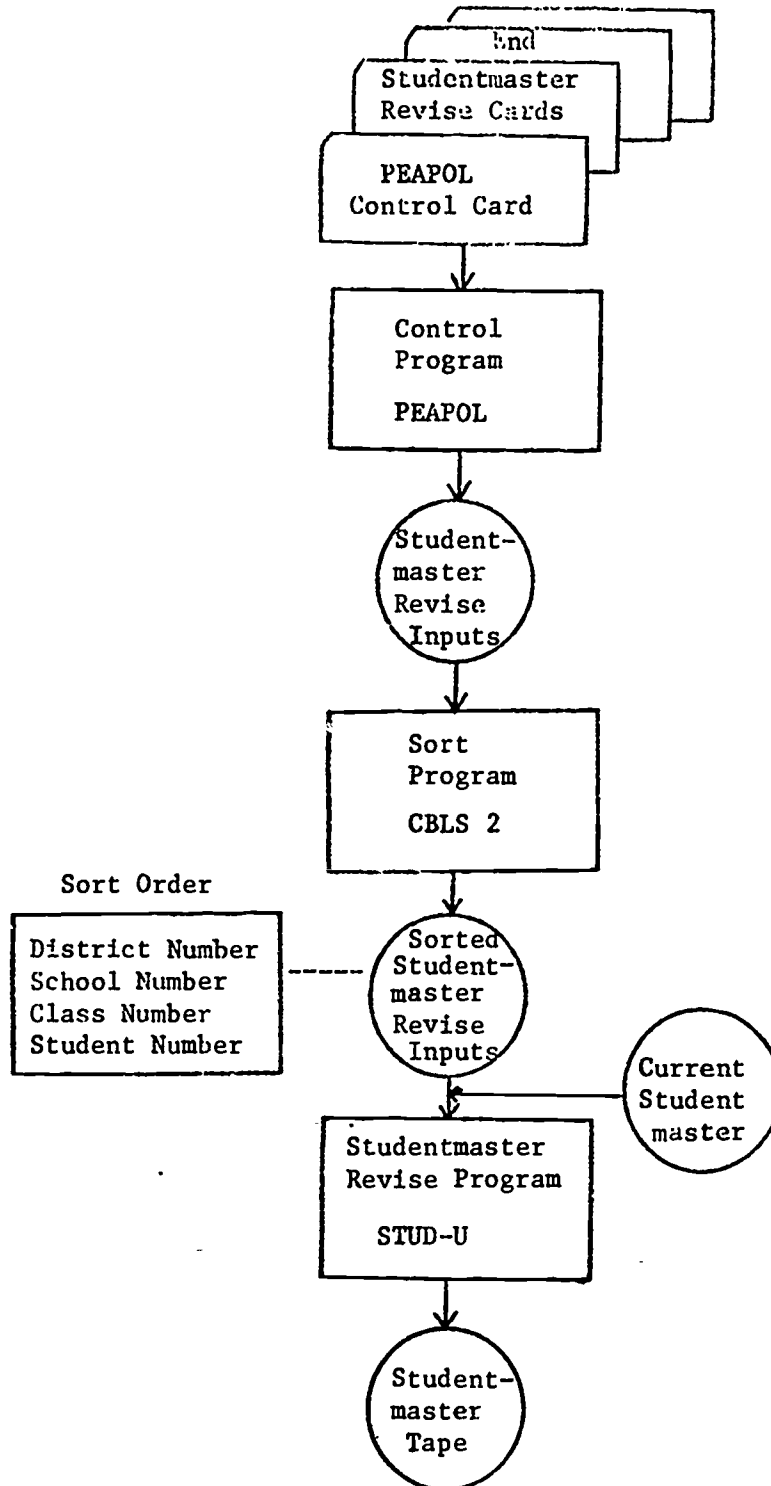 End
Studentmaster
Revise Cards
PEAPOL
Control Card
Control
Program
PEAPOL
Student-
master
Revise
Inputs
Sort
Program
CBLS 2
Sort Order
District Number
School Number
Class Number
Student Number
Sorted
Student-
master
Revise
Inputs
Current
Student
master
Studentmaster
Revise Program
STUD-U
Student-
master
Tape